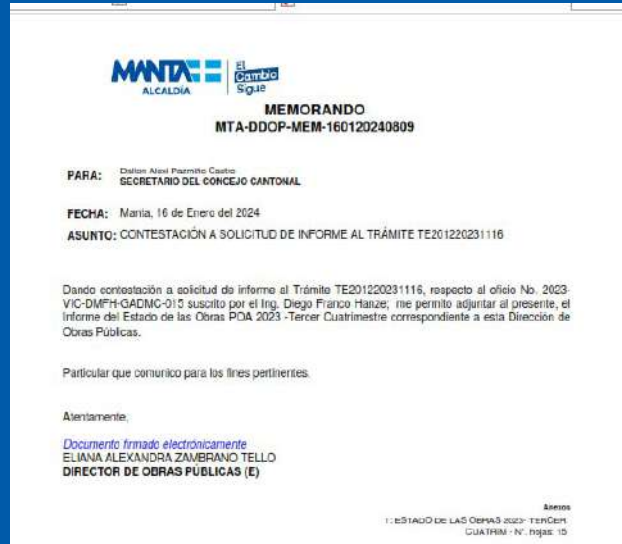 MANTA
ALCALDÍA
El
Cambio
Sigue
MEMORANDO
MTA-DDOP-MEM-160120240809
PARA: Dalton Alexi Pazmiño Castro
SECRETARIO DEL CONCEJO CANTONAL
FECHA: Manta, 16 de Enero del 2024
ASUNTO: CONTESTACIÓN A SOLICITUD DE INFORME AL TRÁMITE TE201220231116
Dando contestación a solicitud de informe al Trámite TE201220231116, respecto al oficio No. 2023-
VIC-DMFH-GADMC-015 suscrito por el Ing. Diego Franco Hanze; me permito adjuntar al presente, el
Informe del Estado de las Obras POA 2023 -Tercer Cuatrimestre correspondiente a esta Dirección de
Obras Públicas.
Particular que comunico para los fines pertinentes.
Atentamente,
Documento firmado electrónicamente
ELIANA ALEXANDRA ZAMBRANO TELLO
DIRECTOR DE OBRAS PÚBLICAS (E)
Anexos
1: ESTADO DE LAS OBRAS 2023- TERCER
CUATRIM - N°. hojas: 15